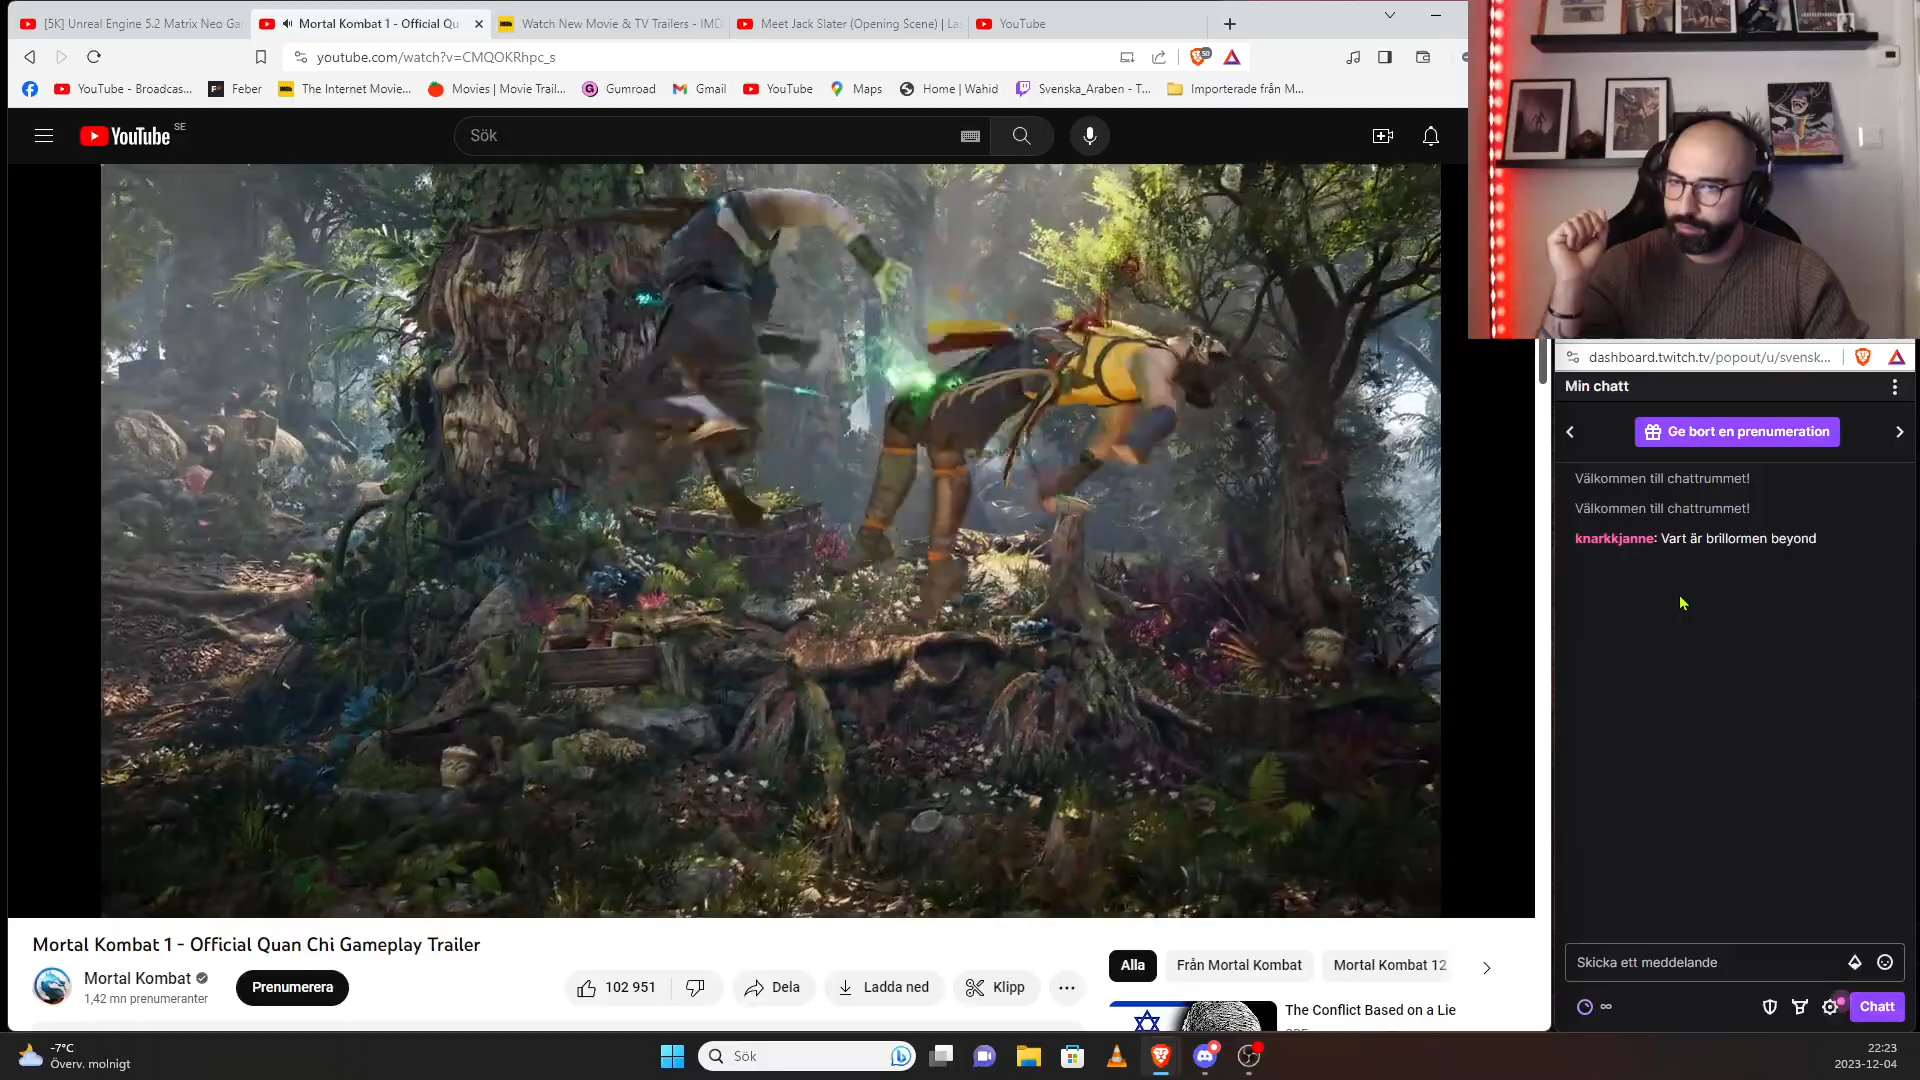 [5K] Unreal Engine 5.2 Matrix Neo Ga
Mortal Kombat 1 - Official Qu
Watch New Movie & TV Trailers - IMD
Meet Jack Slater (Opening Scene) | La
YouTube
youtube.com/watch?v=CMQOKRhpc_s
50
YouTube - Broadcas...
Feber
The Internet Movie...
Movies | Movie Trail...
Gumroad
Gmail
YouTube
Maps
Home | Wahid
Svenska_Araben - T...
Importerade från M...
YouTube SE
Sök
dashboard.twitch.tv/popout/u/svensk...
Min chatt
Ge bort en prenumeration
Välkommen till chattrummet!
Välkommen till chattrummet!
knarkkjanne: Vart är brillormen beyond
Mortal Kombat 1 - Official Quan Chi Gameplay Trailer
Mortal Kombat
1,42 mn prenumeranter
Prenumerera
102 951
Dela
Ladda ned
Klipp
Alla
Från Mortal Kombat
Mortal Kombat 12
The Conflict Based on a Lie
Skicka ett meddelande
Chatt
-7°C
Överv. molnigt
Sök
22:23
2023-12-04